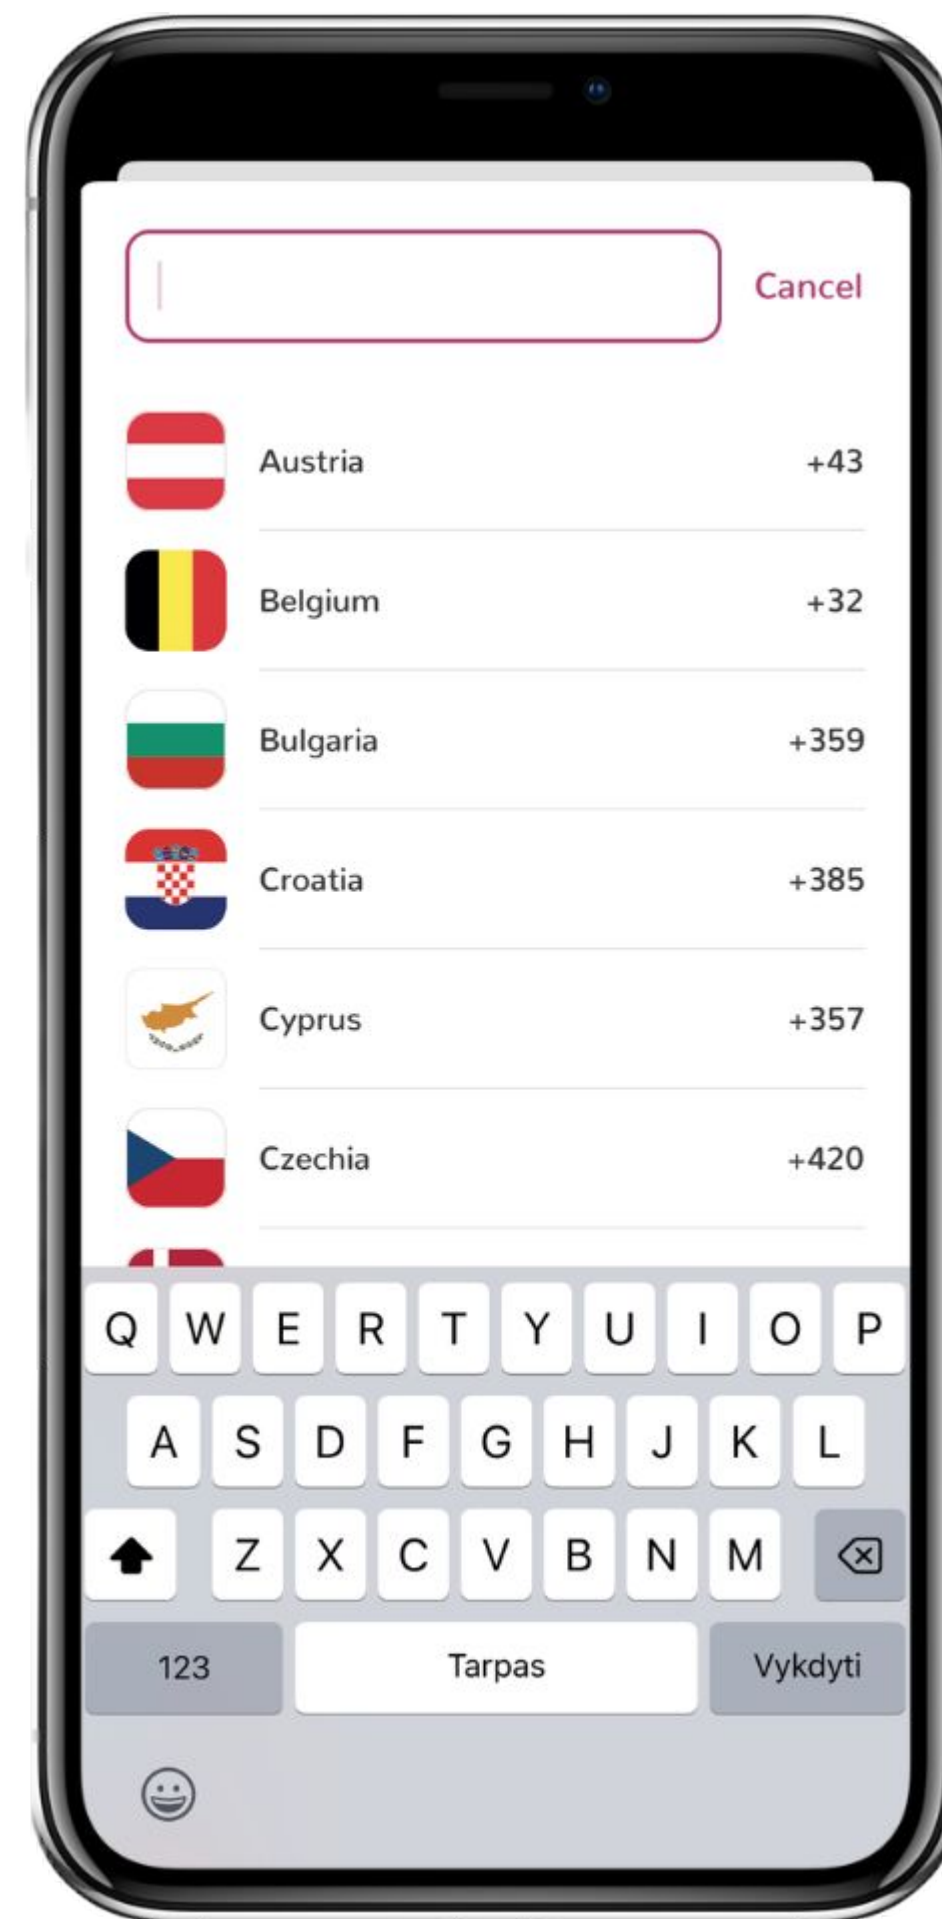 Cancel
Austria +43
Belgium +32
Bulgaria +359
Croatia +385
Cyprus +357
Czechia +420
Q W E R T Y U I O P
A S D F G H J K L
Z X C V B N M
123 Tarpas Vykdyti